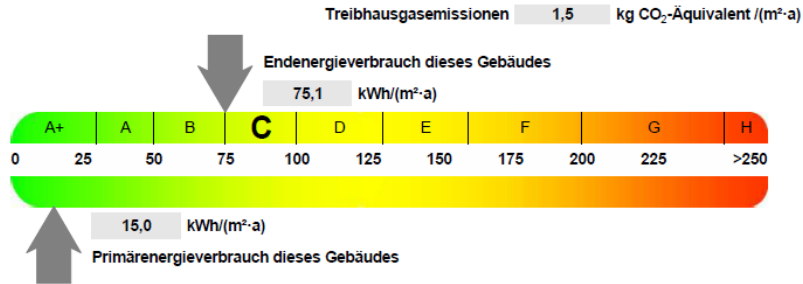 Treibhausgasemissionen 1,5 kg CO₂-Äquivalent /(m²·a)
Endenergieverbrauch dieses Gebäudes
75,1 kWh/(m²·a)
A+ A B C D E F G H
0 25 50 75 100 125 150 175 200 225 >250
15,0 kWh/(m²·a)
Primärenergieverbrauch dieses Gebäudes